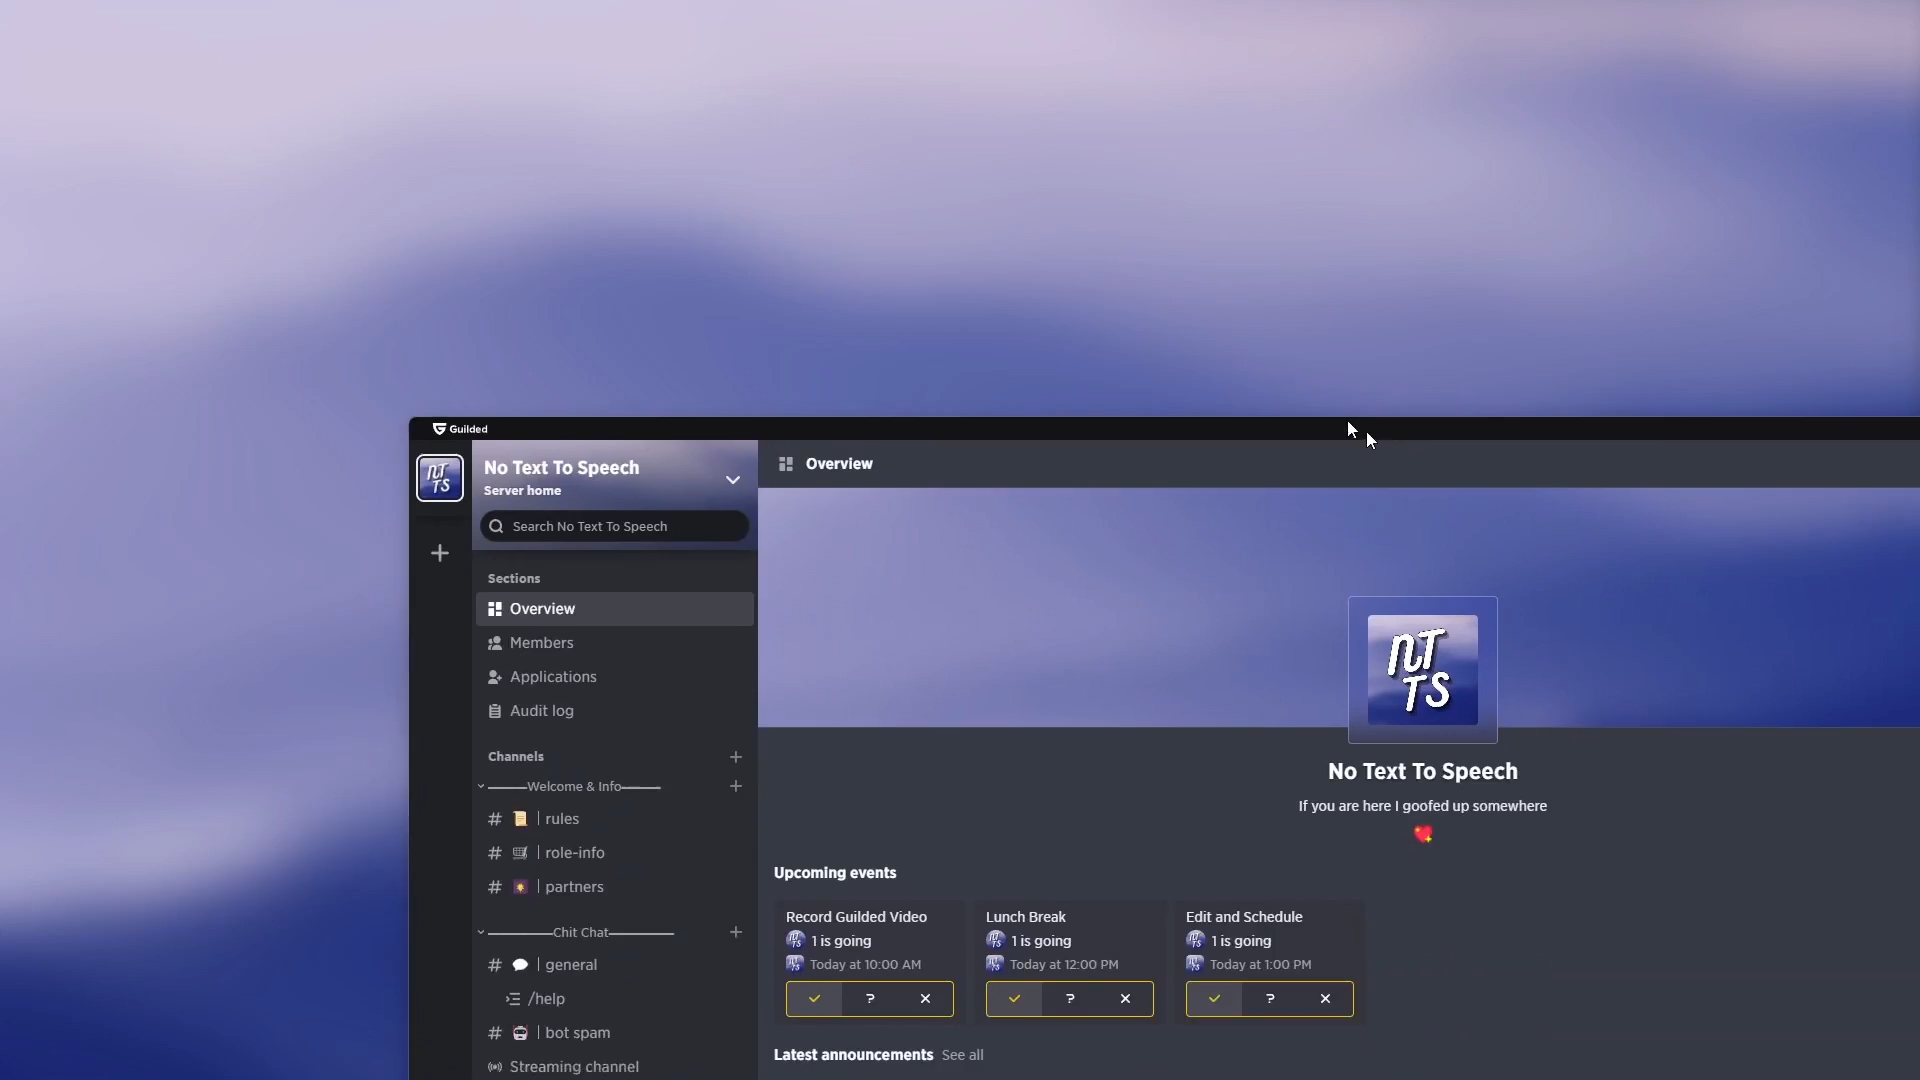 Guilded
No Text To Speech
Server home
Search No Text To Speech
Sections
Overview
Members
Applications
Audit log
Channels
Welcome & Info
# | rules
# | role-info
# | partners
Chit Chat
# | general
/help
# | bot spam
Streaming channel
NT
TS
Overview
NT
TS
No Text To Speech
If you are here I goofed up somewhere
Upcoming events
Record Guilded Video
1 is going
Today at 10:00 AM
?
Lunch Break
1 is going
Today at 12:00 PM
?
Edit and Schedule
1 is going
Today at 1:00 PM
?
Latest announcements See all